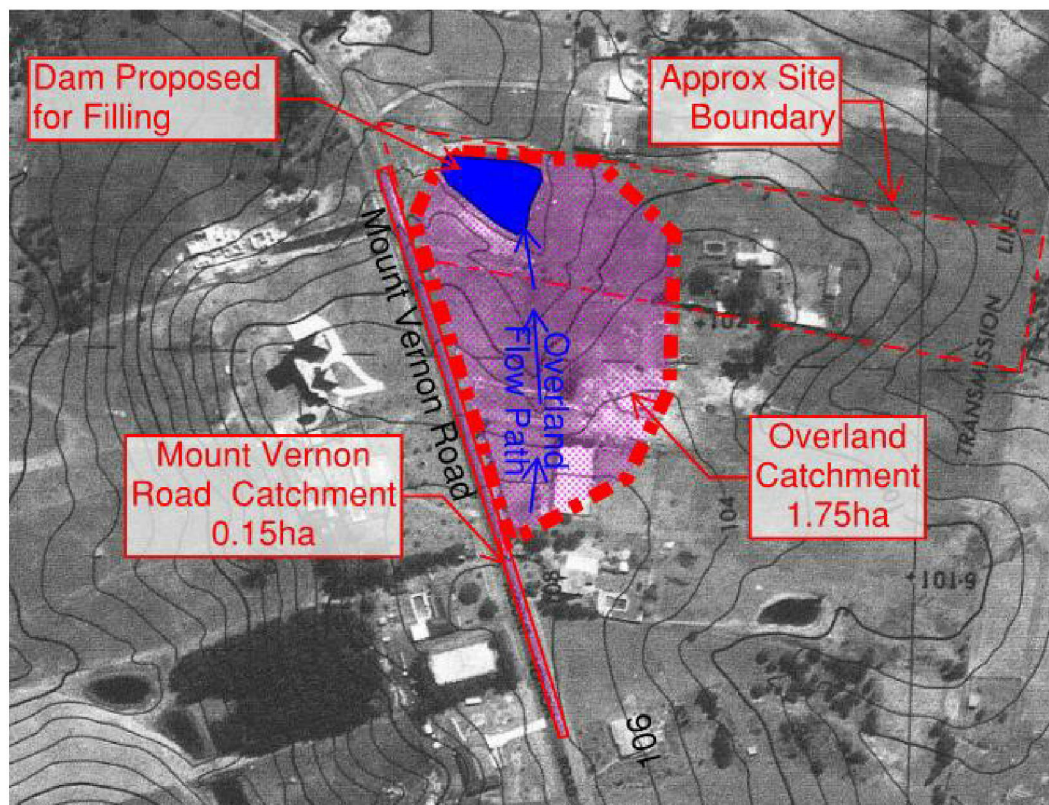 Dam Proposed
for Filling
Approx Site
Boundary
Mount Vernon Road
Overland
Flow Path
TRANSMISSION LINE
Mount Vernon
Road Catchment
0.15ha
Overland
Catchment
1.75ha
104
101·6
106